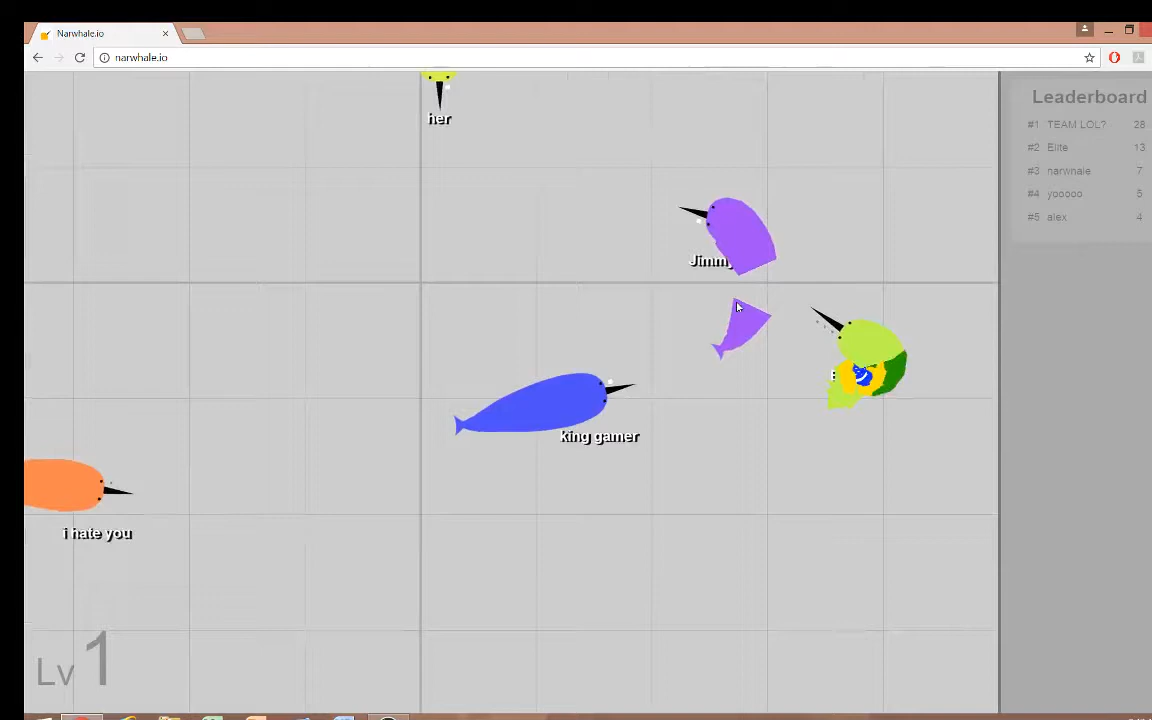 Narwhale.io
narwhale.io
Leaderboard
#1 TEAM LOL? 28
#2 Elite 13
#3 narwhale 7
#4 yooooo 5
#5 alex 4
her
Jimmy
king gamer
i hate you
Lv 1